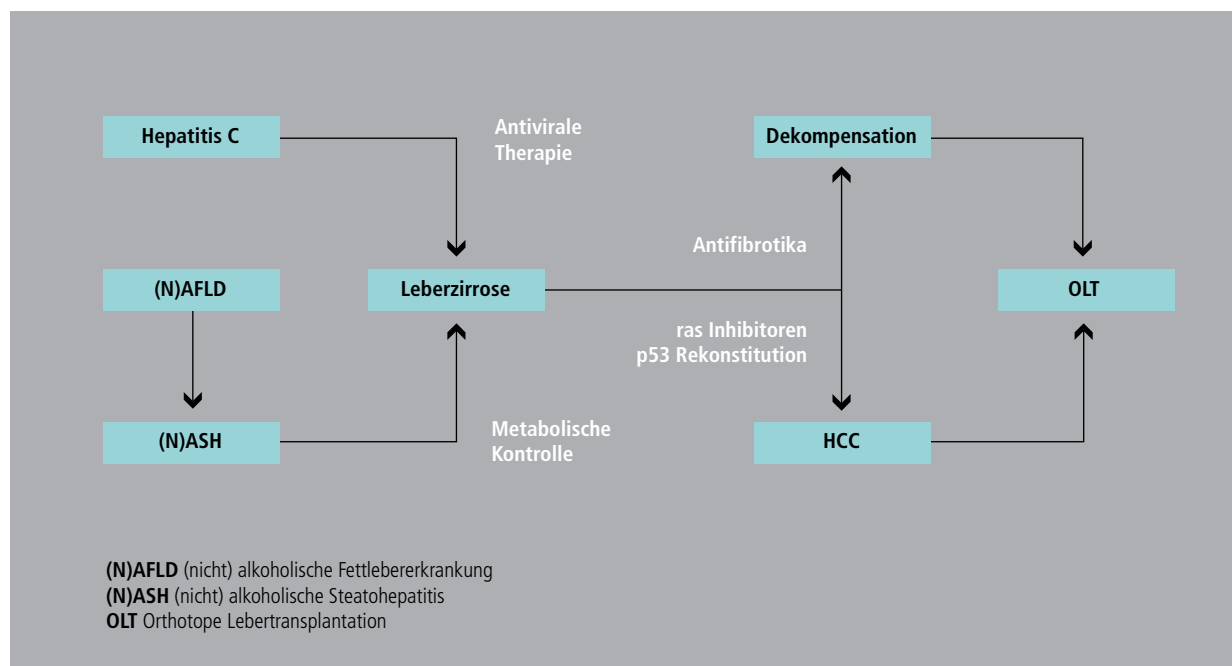 Hepatitis C
Antivirale
Therapie
Dekompensation
Antifibrotika
(N)AFLD
Leberzirrose
OLT
ras Inhibitoren
p53 Rekonstitution
(N)ASH
Metabolische
Kontrolle
HCC
(N)AFLD (nicht) alkoholische Fettlebererkrankung
(N)ASH (nicht) alkoholische Steatohepatitis
OLT Orthotope Lebertransplantation